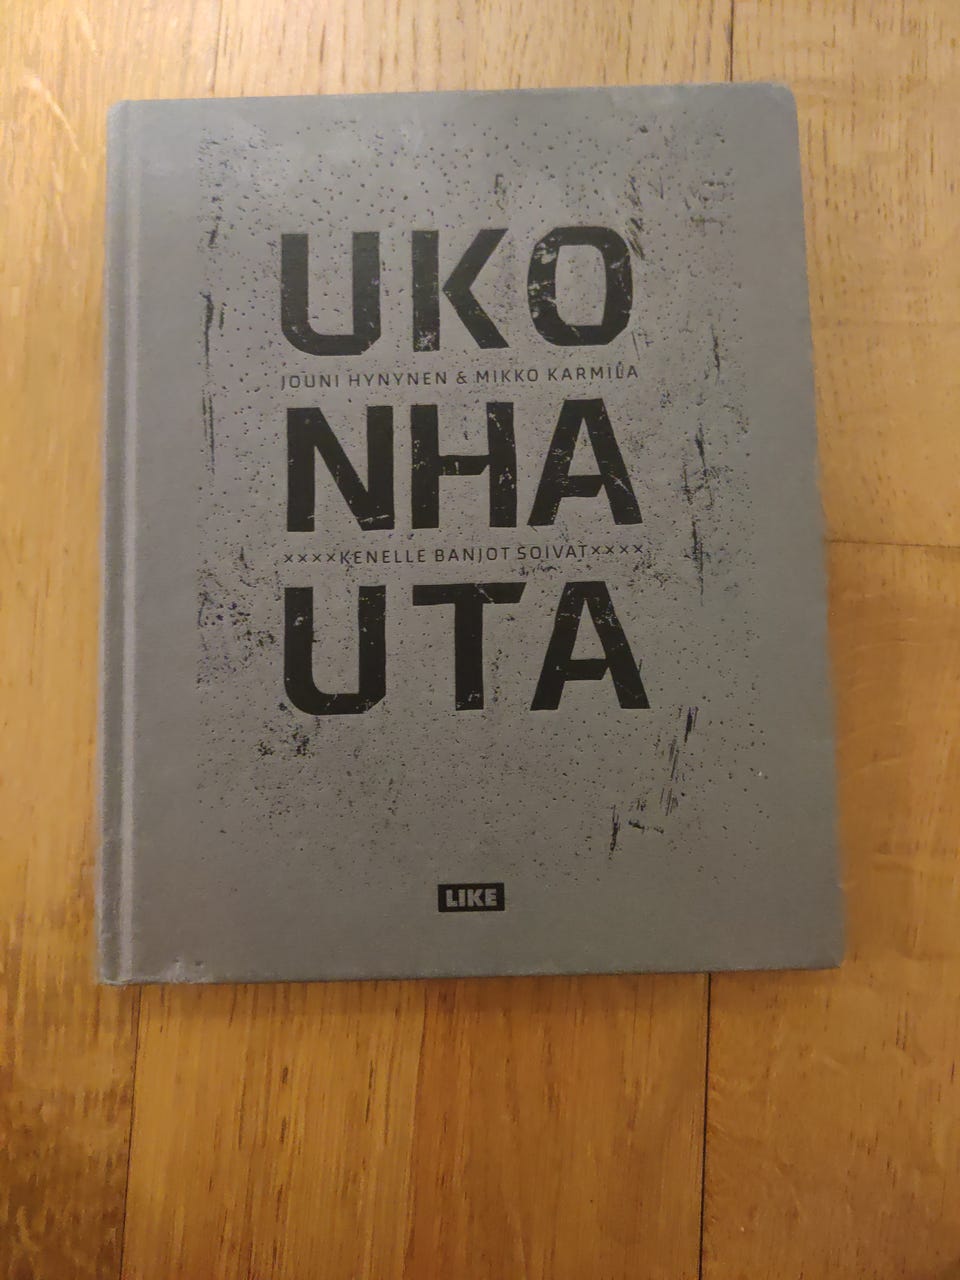 UKO
JOUNI HYNYNEN & MIKKO KARMILA
NHA
××××KENELLE BANJOT SOIVAT××××
UTA
LIKE